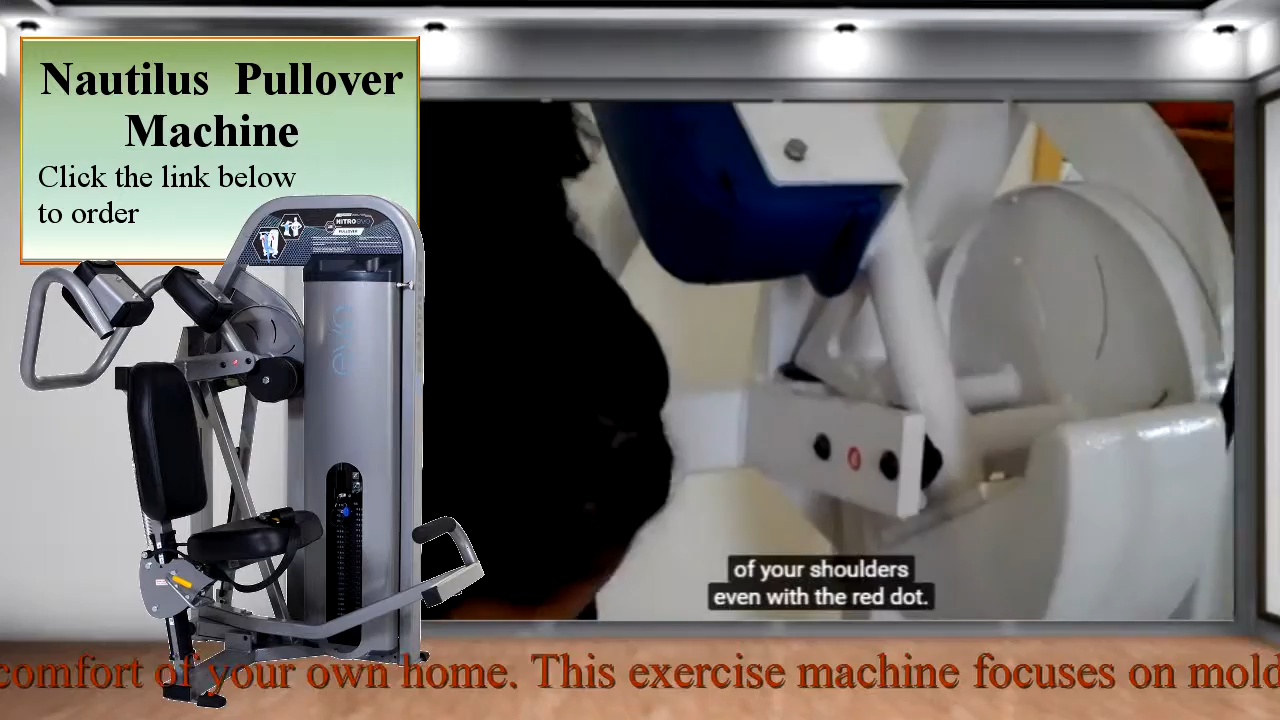 Nautilus Pullover
Machine
Click the link below
to order
NITROEVO
PULLOVER
evo
of your shoulders
even with the red dot.
comfort of your own home. This exercise machine focuses on mold